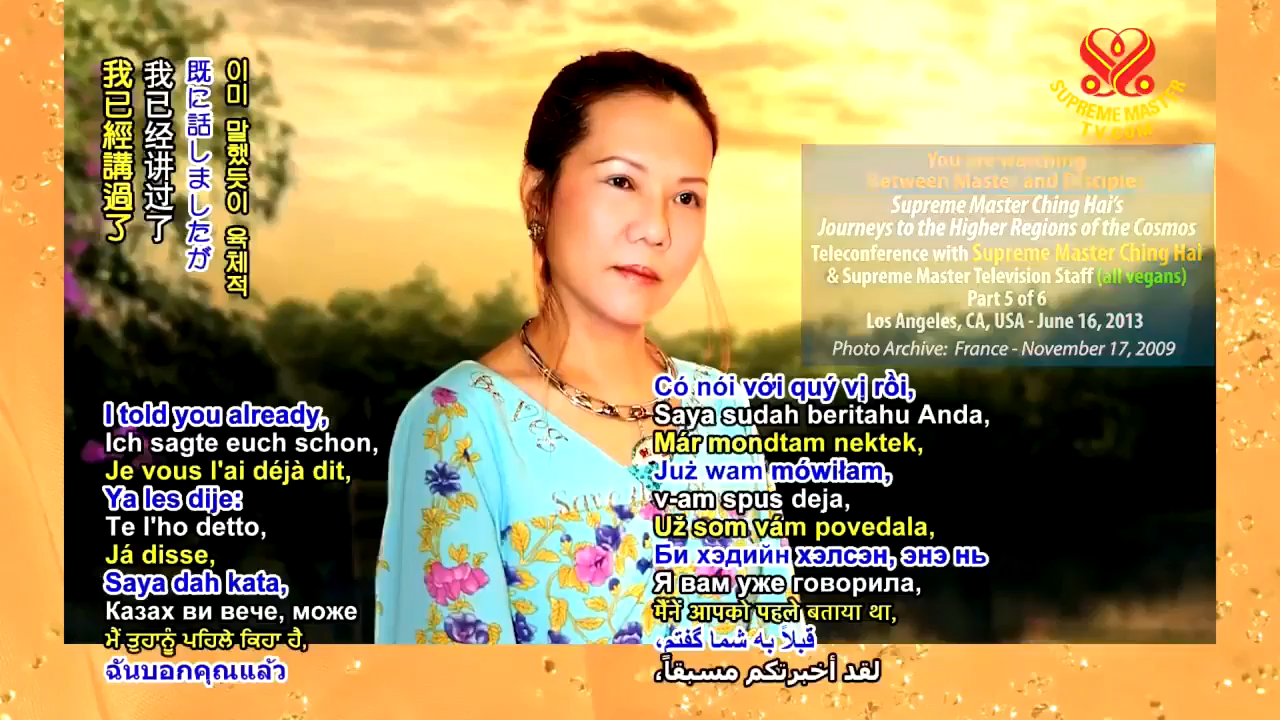 이미 말했듯이 육체적
既に話しましたが
我已经讲过了
我已經講過了
SUPREME MASTER
TV.COM
You are watching
Between Master and Disciples
Supreme Master Ching Hai's
Journeys to the Higher Regions of the Cosmos
Teleconference with Supreme Master Ching Hai
& Supreme Master Television Staff (all vegans)
Part 5 of 6
Los Angeles, CA, USA - June 16, 2013
Photo Archive: France - November 17, 2009
I told you already,
Ich sagte euch schon,
Je vous l'ai déjà dit,
Ya les dije:
Te l'ho detto,
Já disse,
Saya dah kata,
Казах ви вече, може
ਮੈਂ ਤੁਹਾਨੂੰ ਪਹਿਲੇ ਕਿਹਾ ਹੈ,
ฉันบอกคุณแล้ว
Có nói với quý vị rồi,
Saya sudah beritahu Anda,
Már mondtam nektek,
Już wam mówiłam,
v-am spus deja,
Už som vám povedala,
Би хэдийн хэлсэн, энэ нь
Я вам уже говорила,
मैंनें आपको पहले बताया था,
قبلاً به شما گفتم،
لقد أخبرتكم مسبقاً،